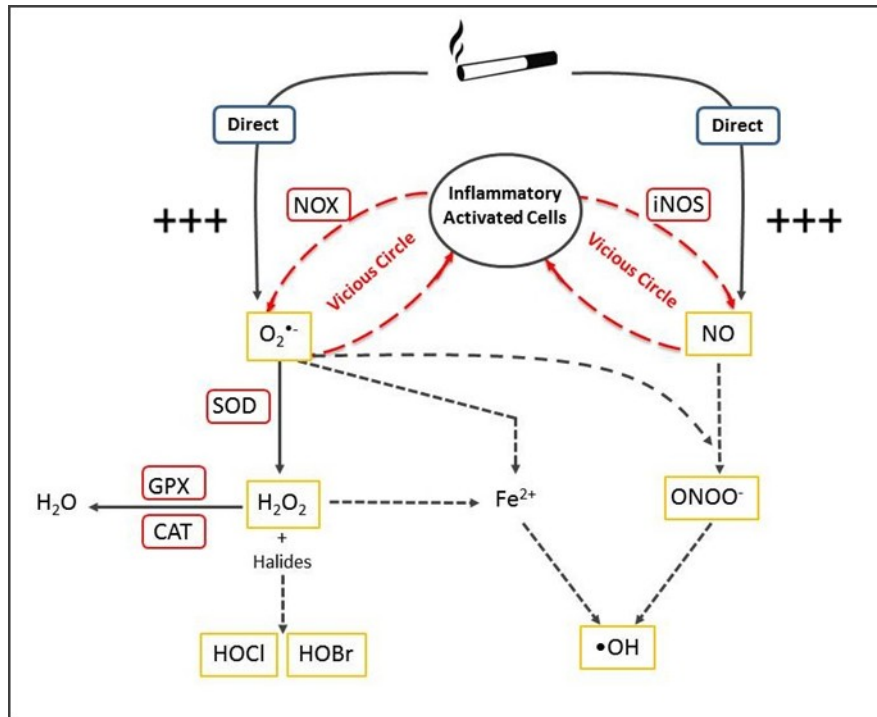 Direct
Direct
Inflammatory
Activated Cells
NOX
iNOS
+++
+++
Vicious Circle
Vicious Circle
O₂•-
NO
SOD
GPX
H₂O
H₂O₂
Fe²⁺
ONOO⁻
CAT
+
Halides
HOCl
HOBr
•OH